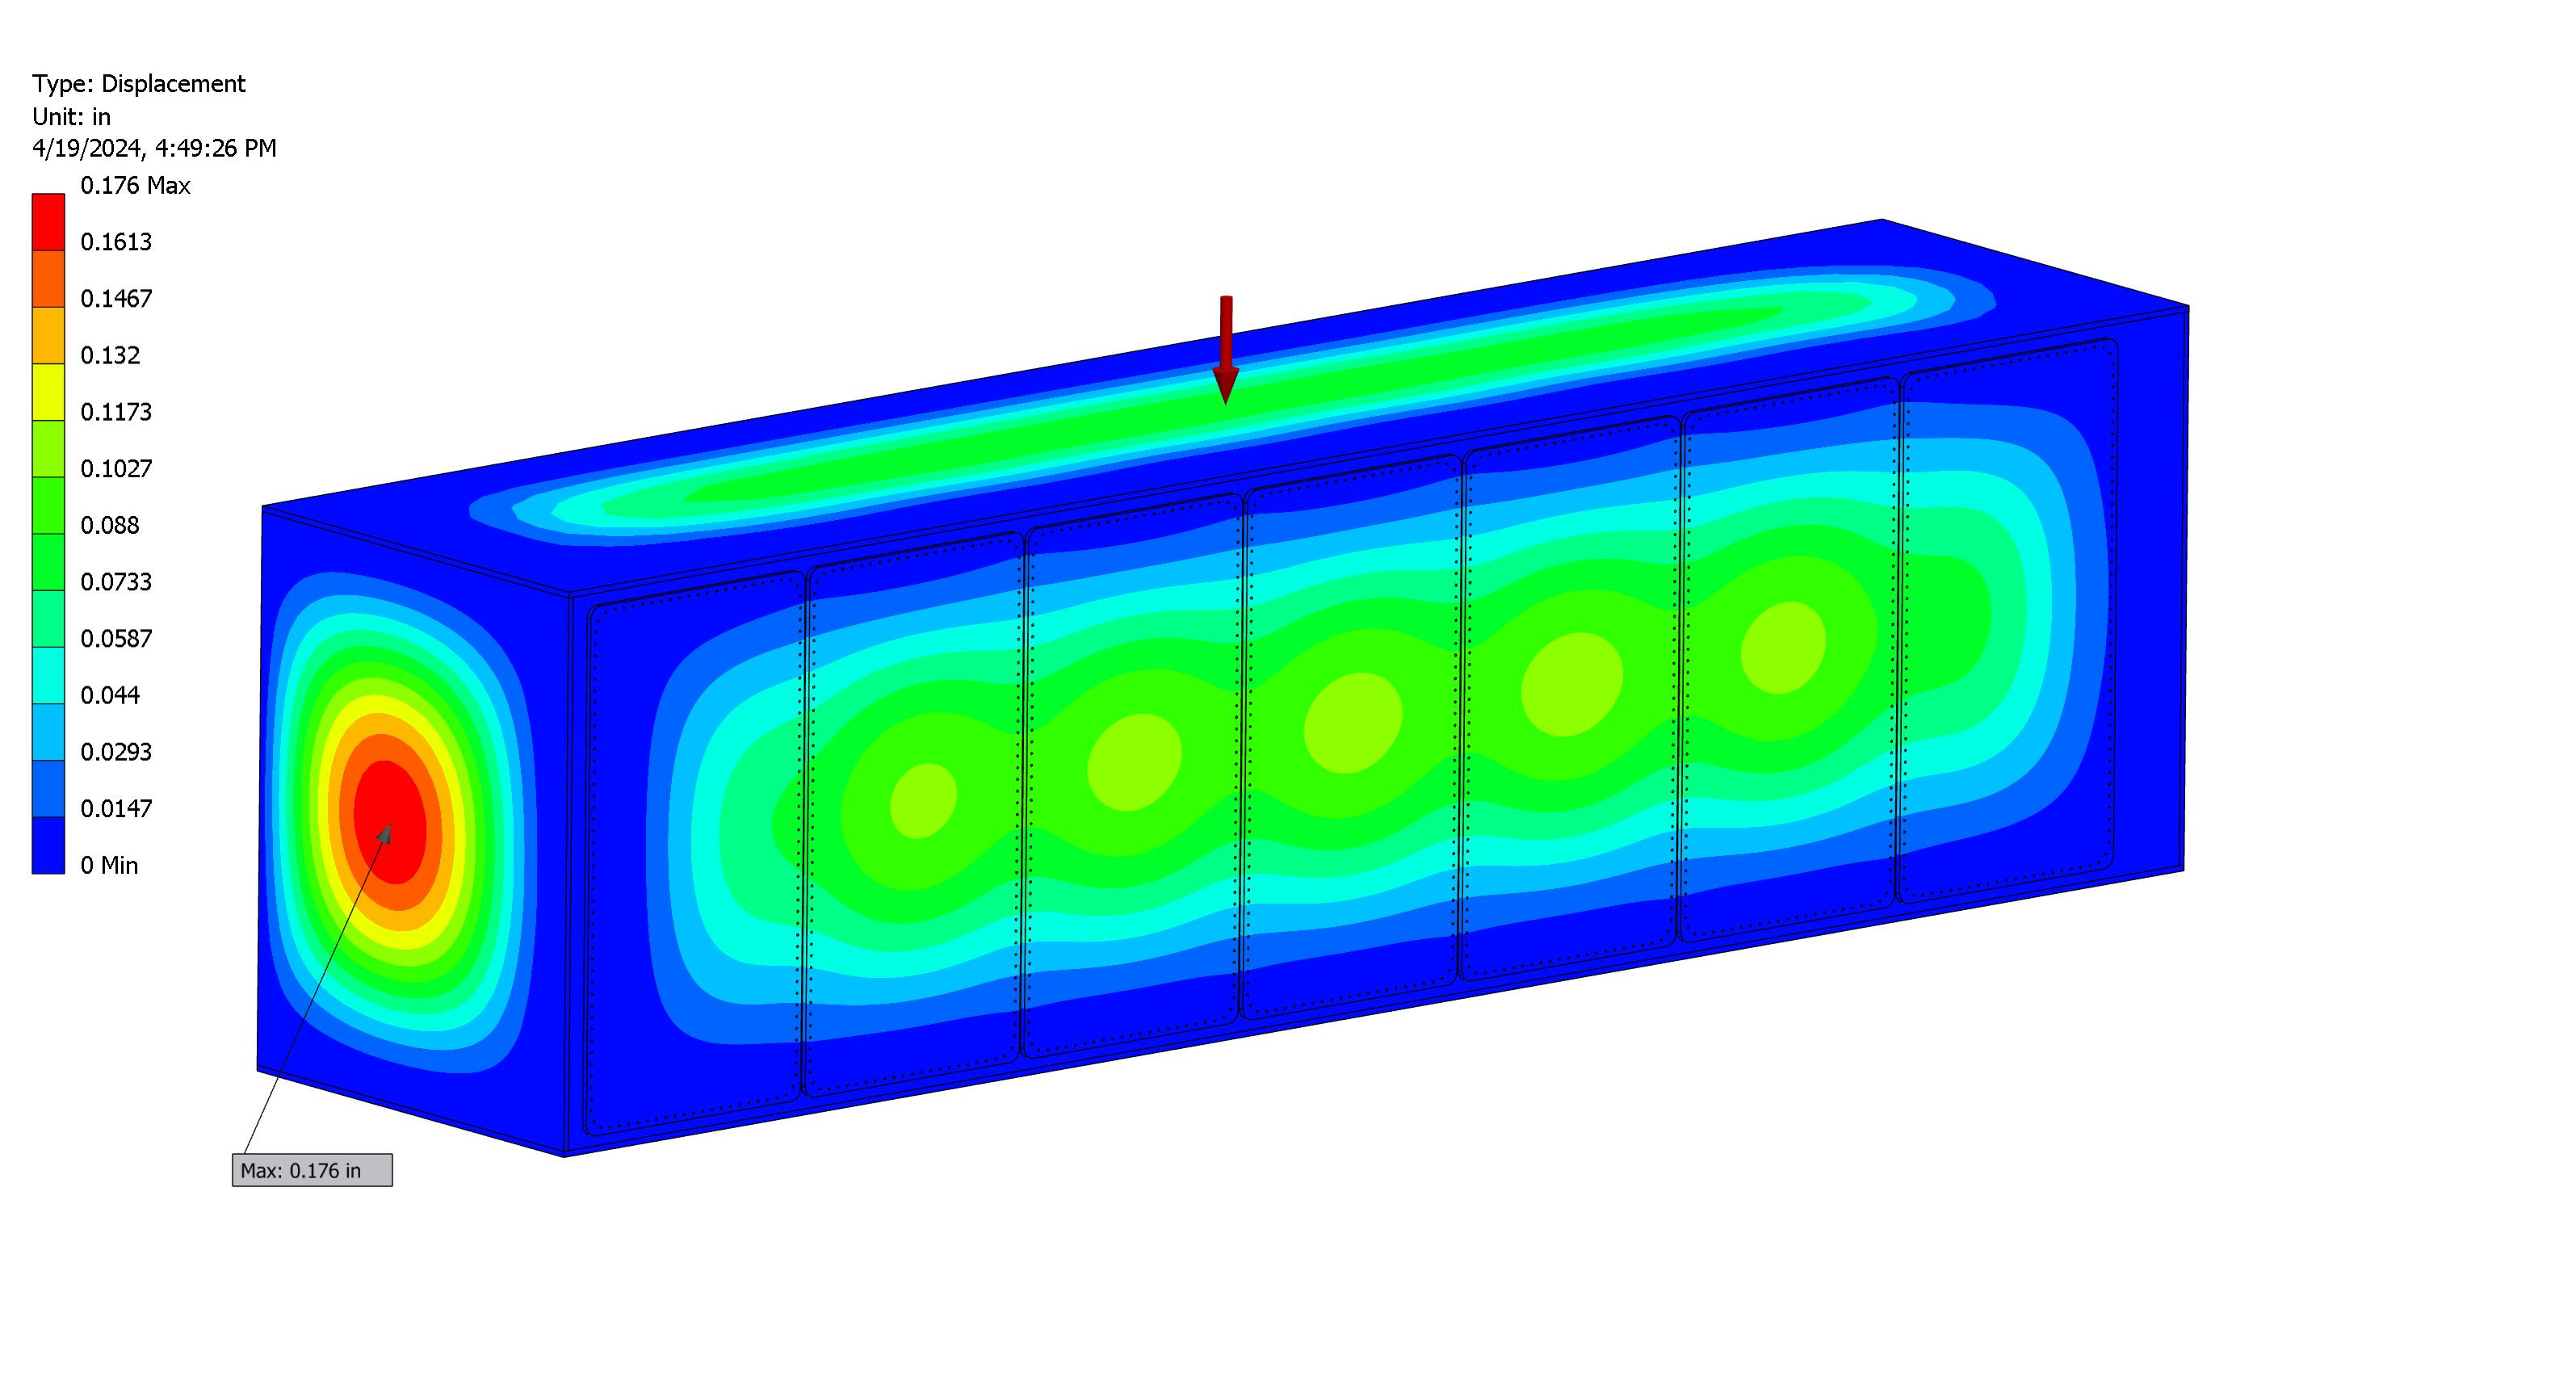 Type: Displacement
Unit: in
4/19/2024, 4:49:26 PM
0.176 Max
0.1613
0.1467
0.132
0.1173
0.1027
0.088
0.0733
0.0587
0.044
0.0293
0.0147
0 Min
Max: 0.176 in